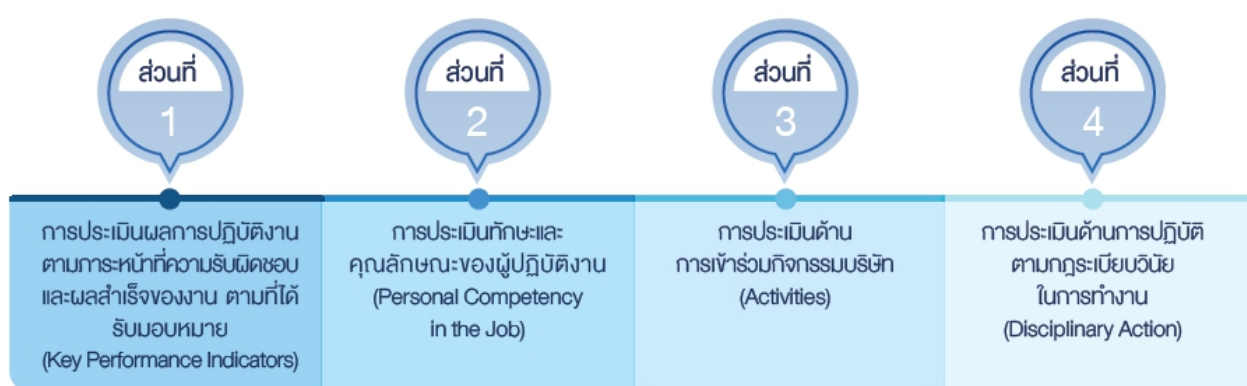 ส่วนที่
1
การประเมินผลการปฏิบัติงาน
ตามภาระหน้าที่ความรับผิดชอบ
และผลสำเร็จของงาน ตามที่ได้
รับมอบหมาย
(Key Performance Indicators)
ส่วนที่
2
การประเมินทักษะและ
คุณลักษณะของผู้ปฏิบัติงาน
(Personal Competency
in the Job)
ส่วนที่
3
การประเมินด้าน
การเข้าร่วมกิจกรรมบริษัท
(Activities)
ส่วนที่
4
การประเมินด้านการปฏิบัติ
ตามกฎระเบียบวินัย
ในการทำงาน
(Disciplinary Action)